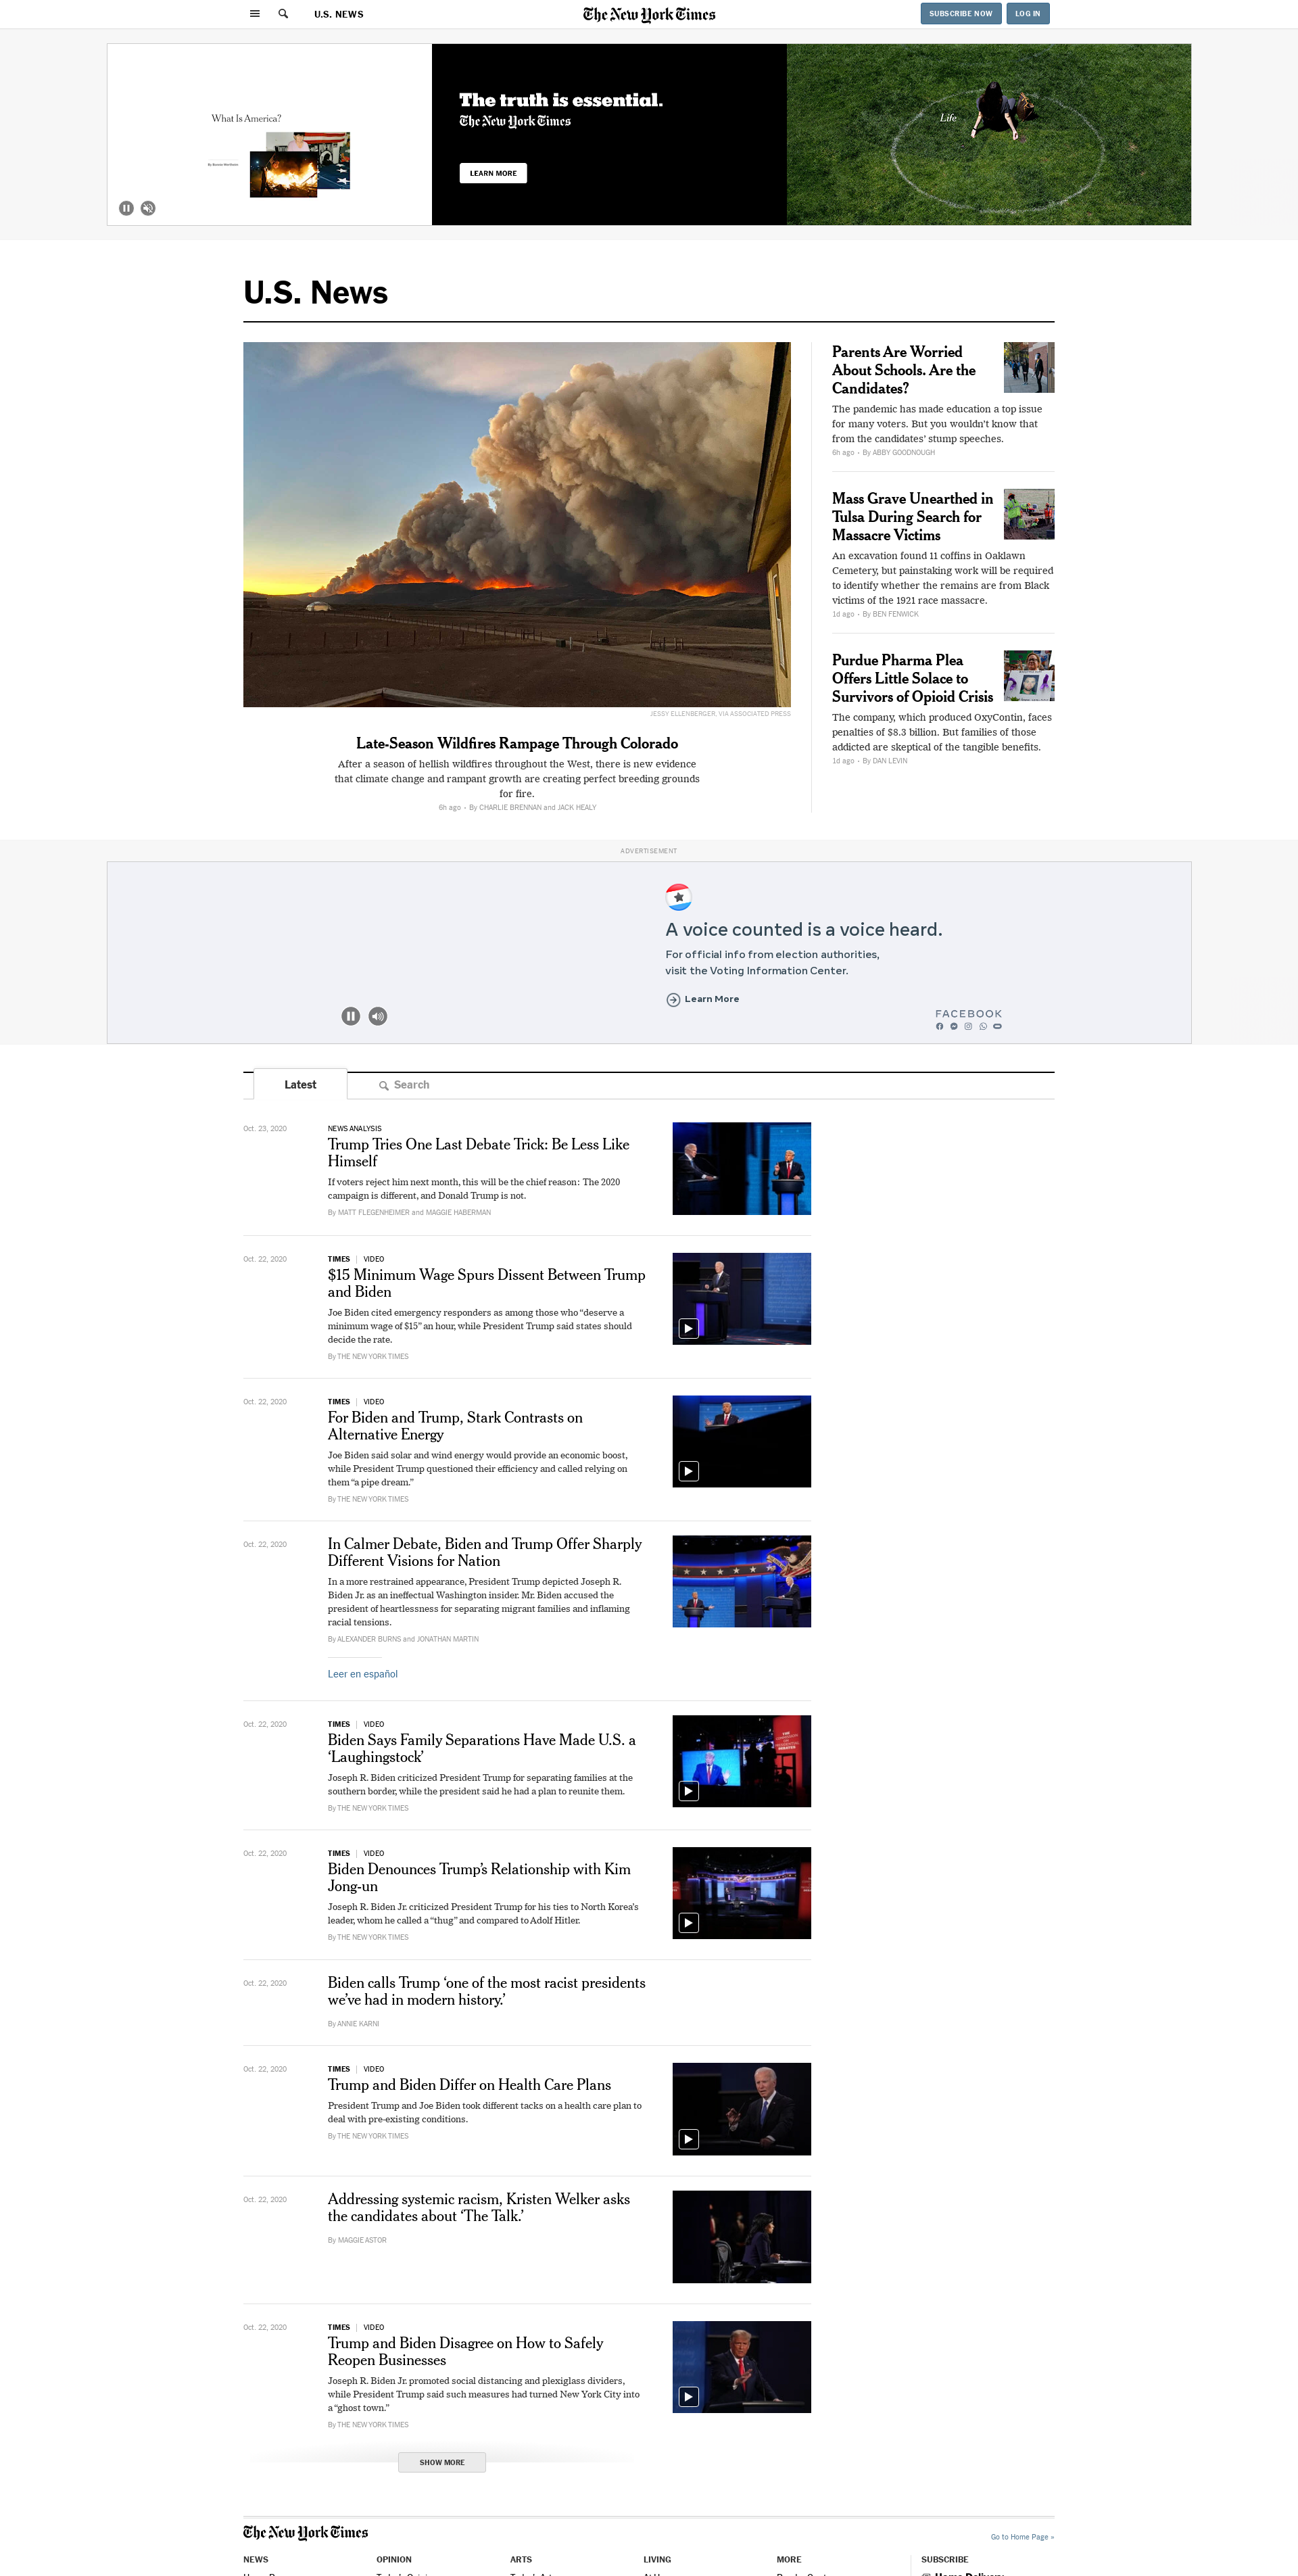 U.S. NEWS
The New York Times
SUBSCRIBE NOW
LOG IN
What Is America?
The truth is essential.
The New York Times
LEARN MORE
Life
U.S. News
JESSY ELLENBERGER, VIA ASSOCIATED PRESS
Late-Season Wildfires Rampage Through Colorado
After a season of hellish wildfires throughout the West, there is new evidence
that climate change and rampant growth are creating perfect breeding grounds
for fire.
6h ago • By CHARLIE BRENNAN and JACK HEALY
Parents Are Worried
About Schools. Are the
Candidates?
The pandemic has made education a top issue
for many voters. But you wouldn't know that
from the candidates' stump speeches.
6h ago • By ABBY GOODNOUGH
Mass Grave Unearthed in
Tulsa During Search for
Massacre Victims
An excavation found 11 coffins in Oaklawn
Cemetery, but painstaking work will be required
to identify whether the remains are from Black
victims of the 1921 race massacre.
1d ago • By BEN FENWICK
Purdue Pharma Plea
Offers Little Solace to
Survivors of Opioid Crisis
The company, which produced OxyContin, faces
penalties of $8.3 billion. But families of those
addicted are skeptical of the tangible benefits.
1d ago • By DAN LEVIN
ADVERTISEMENT
A voice counted is a voice heard.
For official info from election authorities,
visit the Voting Information Center.
Learn More
FACEBOOK
Latest
Search
Oct. 23, 2020
NEWS ANALYSIS
Trump Tries One Last Debate Trick: Be Less Like
Himself
If voters reject him next month, this will be the chief reason: The 2020
campaign is different, and Donald Trump is not.
By MATT FLEGENHEIMER and MAGGIE HABERMAN
Oct. 22, 2020
TIMES | VIDEO
$15 Minimum Wage Spurs Dissent Between Trump
and Biden
Joe Biden cited emergency responders as among those who “deserve a
minimum wage of $15” an hour, while President Trump said states should
decide the rate.
By THE NEW YORK TIMES
Oct. 22, 2020
TIMES | VIDEO
For Biden and Trump, Stark Contrasts on
Alternative Energy
Joe Biden said solar and wind energy would provide an economic boost,
while President Trump questioned their efficiency and called relying on
them “a pipe dream.”
By THE NEW YORK TIMES
Oct. 22, 2020
In Calmer Debate, Biden and Trump Offer Sharply
Different Visions for Nation
In a more restrained appearance, President Trump depicted Joseph R.
Biden Jr. as an ineffectual Washington insider. Mr. Biden accused the
president of heartlessness for separating migrant families and inflaming
racial tensions.
By ALEXANDER BURNS and JONATHAN MARTIN
Leer en español
Oct. 22, 2020
TIMES | VIDEO
Biden Says Family Separations Have Made U.S. a
‘Laughingstock’
Joseph R. Biden criticized President Trump for separating families at the
southern border, while the president said he had a plan to reunite them.
By THE NEW YORK TIMES
Oct. 22, 2020
TIMES | VIDEO
Biden Denounces Trump’s Relationship with Kim
Jong-un
Joseph R. Biden Jr. criticized President Trump for his ties to North Korea's
leader, whom he called a “thug” and compared to Adolf Hitler.
By THE NEW YORK TIMES
Oct. 22, 2020
Biden calls Trump ‘one of the most racist presidents
we’ve had in modern history.’
By ANNIE KARNI
Oct. 22, 2020
TIMES | VIDEO
Trump and Biden Differ on Health Care Plans
President Trump and Joe Biden took different tacks on a health care plan to
deal with pre-existing conditions.
By THE NEW YORK TIMES
Oct. 22, 2020
Addressing systemic racism, Kristen Welker asks
the candidates about ‘The Talk.’
By MAGGIE ASTOR
Oct. 22, 2020
TIMES | VIDEO
Trump and Biden Disagree on How to Safely
Reopen Businesses
Joseph R. Biden Jr. promoted social distancing and plexiglass dividers,
while President Trump said such measures had turned New York City into
a “ghost town.”
By THE NEW YORK TIMES
SHOW MORE
The New York Times
Go to Home Page »
NEWS
OPINION
ARTS
LIVING
MORE
SUBSCRIBE